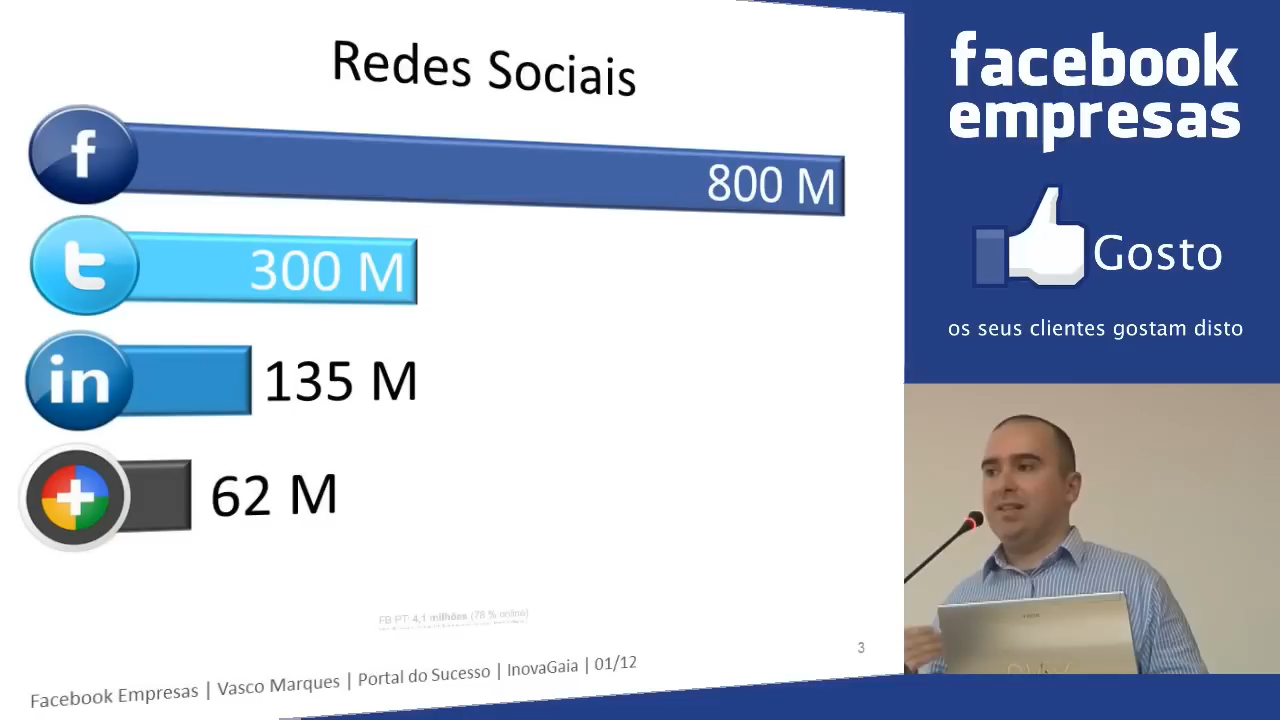 Redes Sociais
f
800 M
t
300 M
in
135 M
+
62 M
FB PT: 4,1 milhões (78 % online)
3
Facebook Empresas | Vasco Marques | Portal do Sucesso | InovaGaia | 01/12
facebook
empresas
Gosto
os seus clientes gostam disto